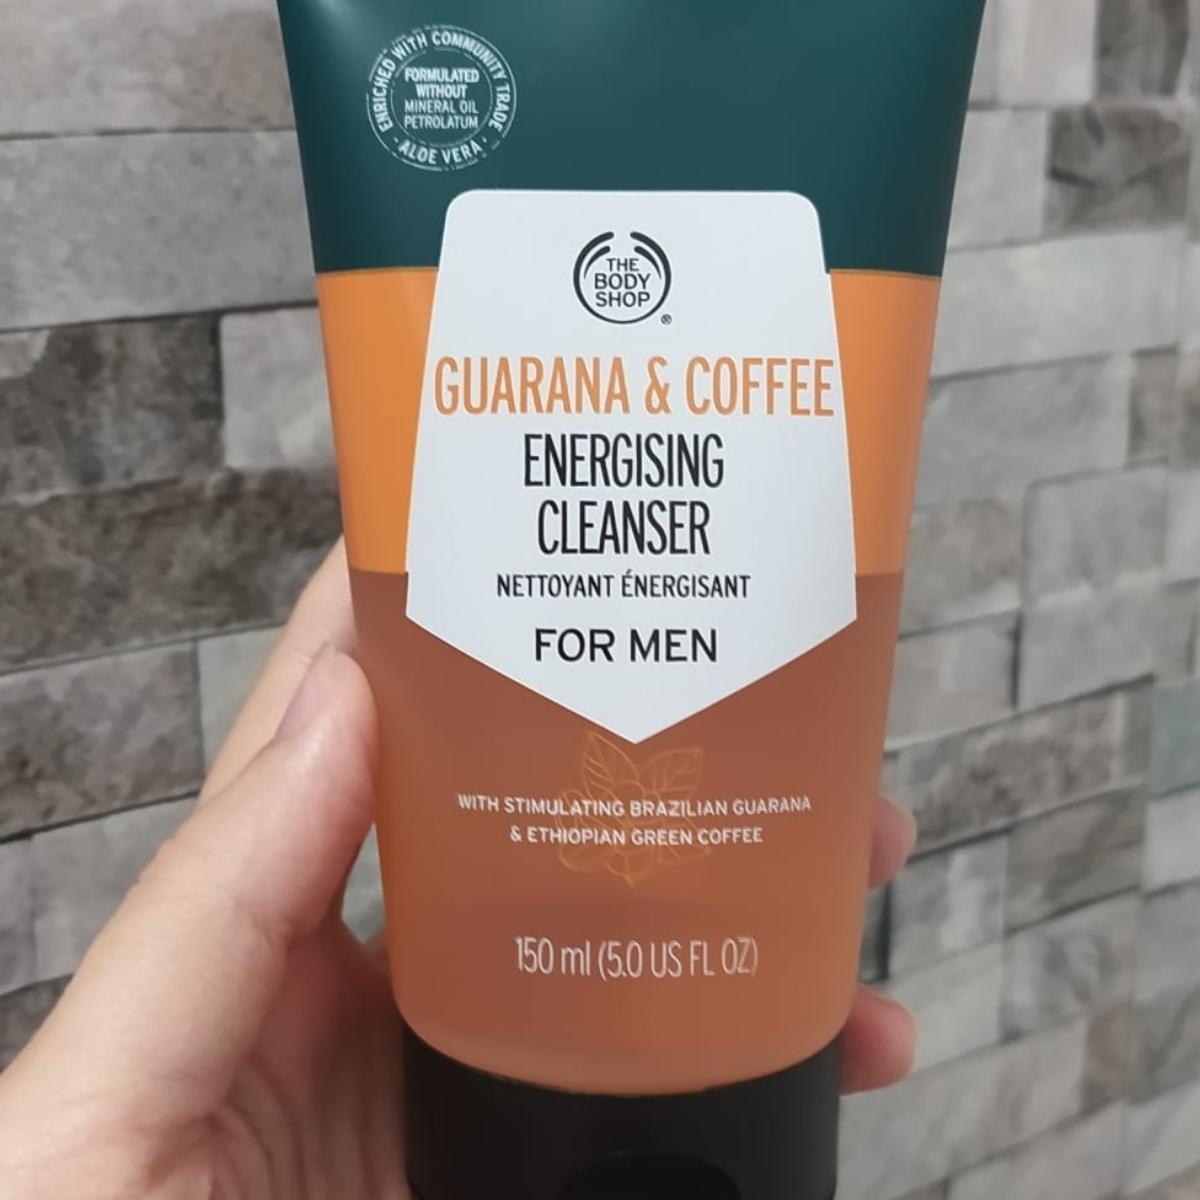 ENRICHED WITH COMMUNITY TRADE
FORMULATED
WITHOUT
MINERAL OIL
PETROLATUM
· ALOE VERA ·
THE
BODY
SHOP
®
GUARANA & COFFEE
ENERGISING
CLEANSER
NETTOYANT ÉNERGISANT
FOR MEN
WITH STIMULATING BRAZILIAN GUARANA
& ETHIOPIAN GREEN COFFEE
150 ml (5.0 US FL OZ)